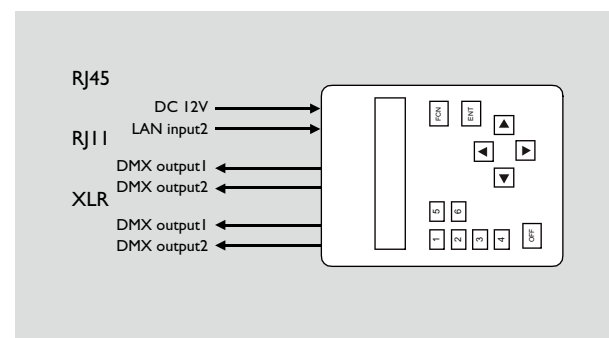 RJ45
DC 12V
LAN input2
RJ11
DMX output1
DMX output2
XLR
DMX output1
DMX output2
FCN
ENT
5
6
1
2
3
4
OFF